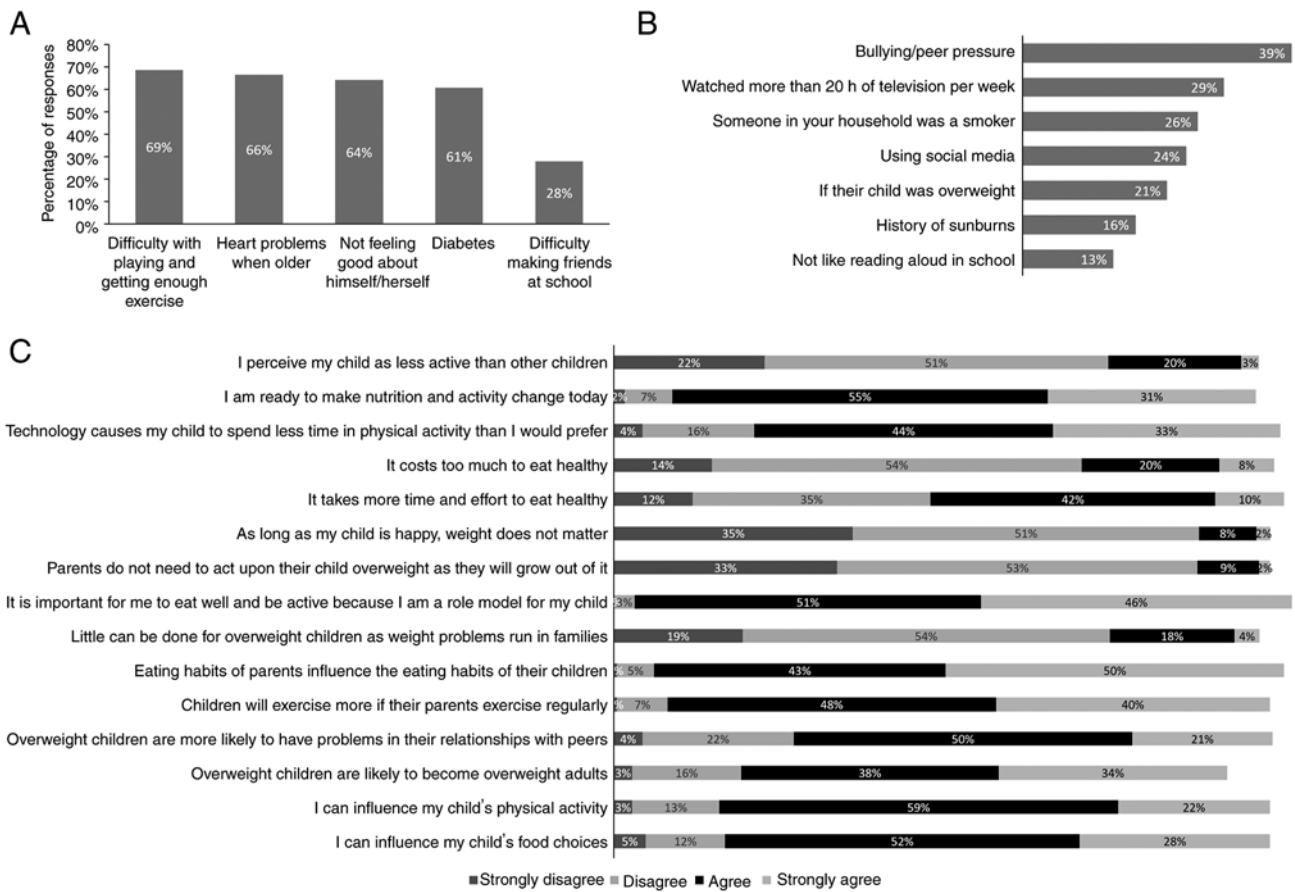 A
Percentage of responses
80%
70%
60%
50%
40%
30%
20%
10%
0%
69%
66%
64%
61%
28%
Difficulty with
playing and
getting enough
exercise
Heart problems
when older
Not feeling
good about
himself/herself
Diabetes
Difficulty
making friends
at school
B
Bullying/peer pressure 39%
Watched more than 20 h of television per week 29%
Someone in your household was a smoker 26%
Using social media 24%
If their child was overweight 21%
History of sunburns 16%
Not like reading aloud in school 13%
C
I perceive my child as less active than other children 22% 51% 20% 3%
I am ready to make nutrition and activity change today 2% 7% 55% 31%
Technology causes my child to spend less time in physical activity than I would prefer 4% 16% 44% 33%
It costs too much to eat healthy 14% 54% 20% 8%
It takes more time and effort to eat healthy 12% 35% 42% 10%
As long as my child is happy, weight does not matter 35% 51% 8% 2%
Parents do not need to act upon their child overweight as they will grow out of it 33% 53% 9% 2%
It is important for me to eat well and be active because I am a role model for my child 3% 51% 46%
Little can be done for overweight children as weight problems run in families 19% 54% 18% 4%
Eating habits of parents influence the eating habits of their children 5% 43% 50%
Children will exercise more if their parents exercise regularly 7% 48% 40%
Overweight children are more likely to have problems in their relationships with peers 4% 22% 50% 21%
Overweight children are likely to become overweight adults 3% 16% 38% 34%
I can influence my child's physical activity 3% 13% 59% 22%
I can influence my child's food choices 5% 12% 52% 28%
Strongly disagree Disagree Agree Strongly agree